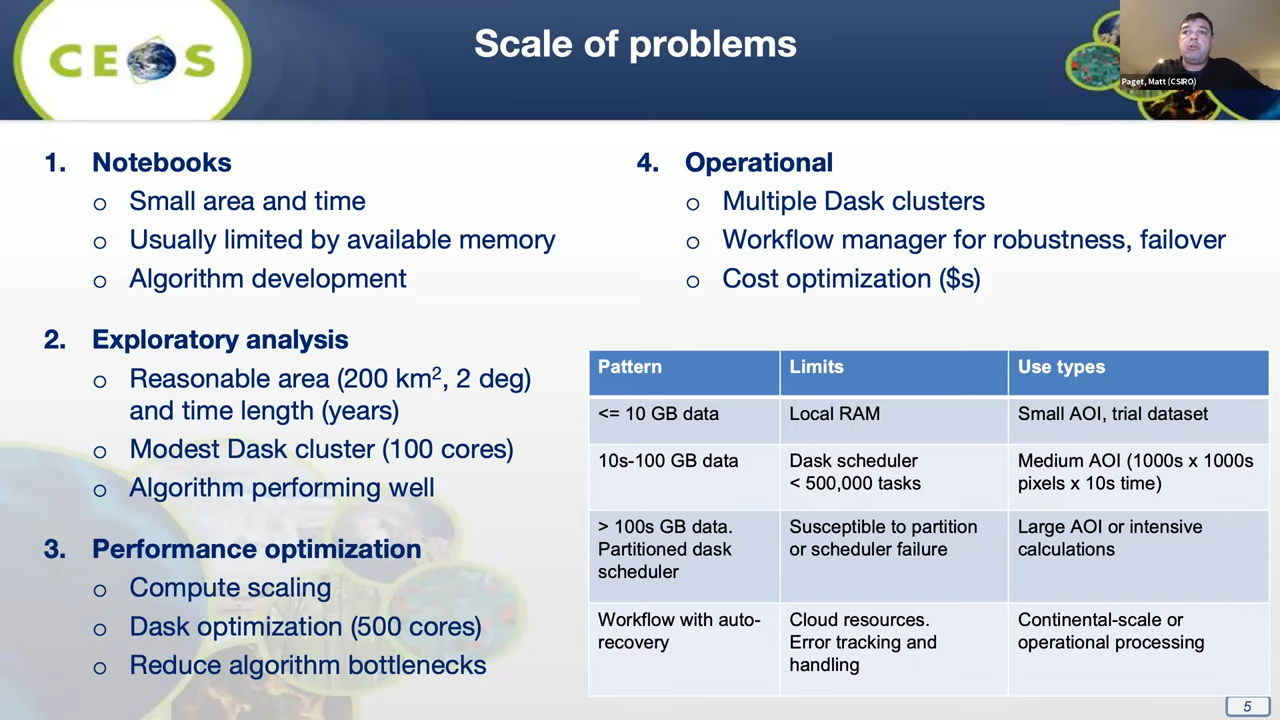 CEOS
Scale of problems
Paget, Matt (CSIRO)
1. Notebooks
o Small area and time
o Usually limited by available memory
o Algorithm development
2. Exploratory analysis
o Reasonable area (200 km², 2 deg)
and time length (years)
o Modest Dask cluster (100 cores)
o Algorithm performing well
3. Performance optimization
o Compute scaling
o Dask optimization (500 cores)
o Reduce algorithm bottlenecks
4. Operational
o Multiple Dask clusters
o Workflow manager for robustness, failover
o Cost optimization ($s)
Pattern Limits Use types
<= 10 GB data Local RAM Small AOI, trial dataset
10s-100 GB data Dask scheduler Medium AOI (1000s x 1000s
< 500,000 tasks pixels x 10s time)
> 100s GB data. Susceptible to partition Large AOI or intensive
Partitioned dask or scheduler failure calculations
scheduler
Workflow with auto- Cloud resources. Continental-scale or
recovery Error tracking and operational processing
handling
5